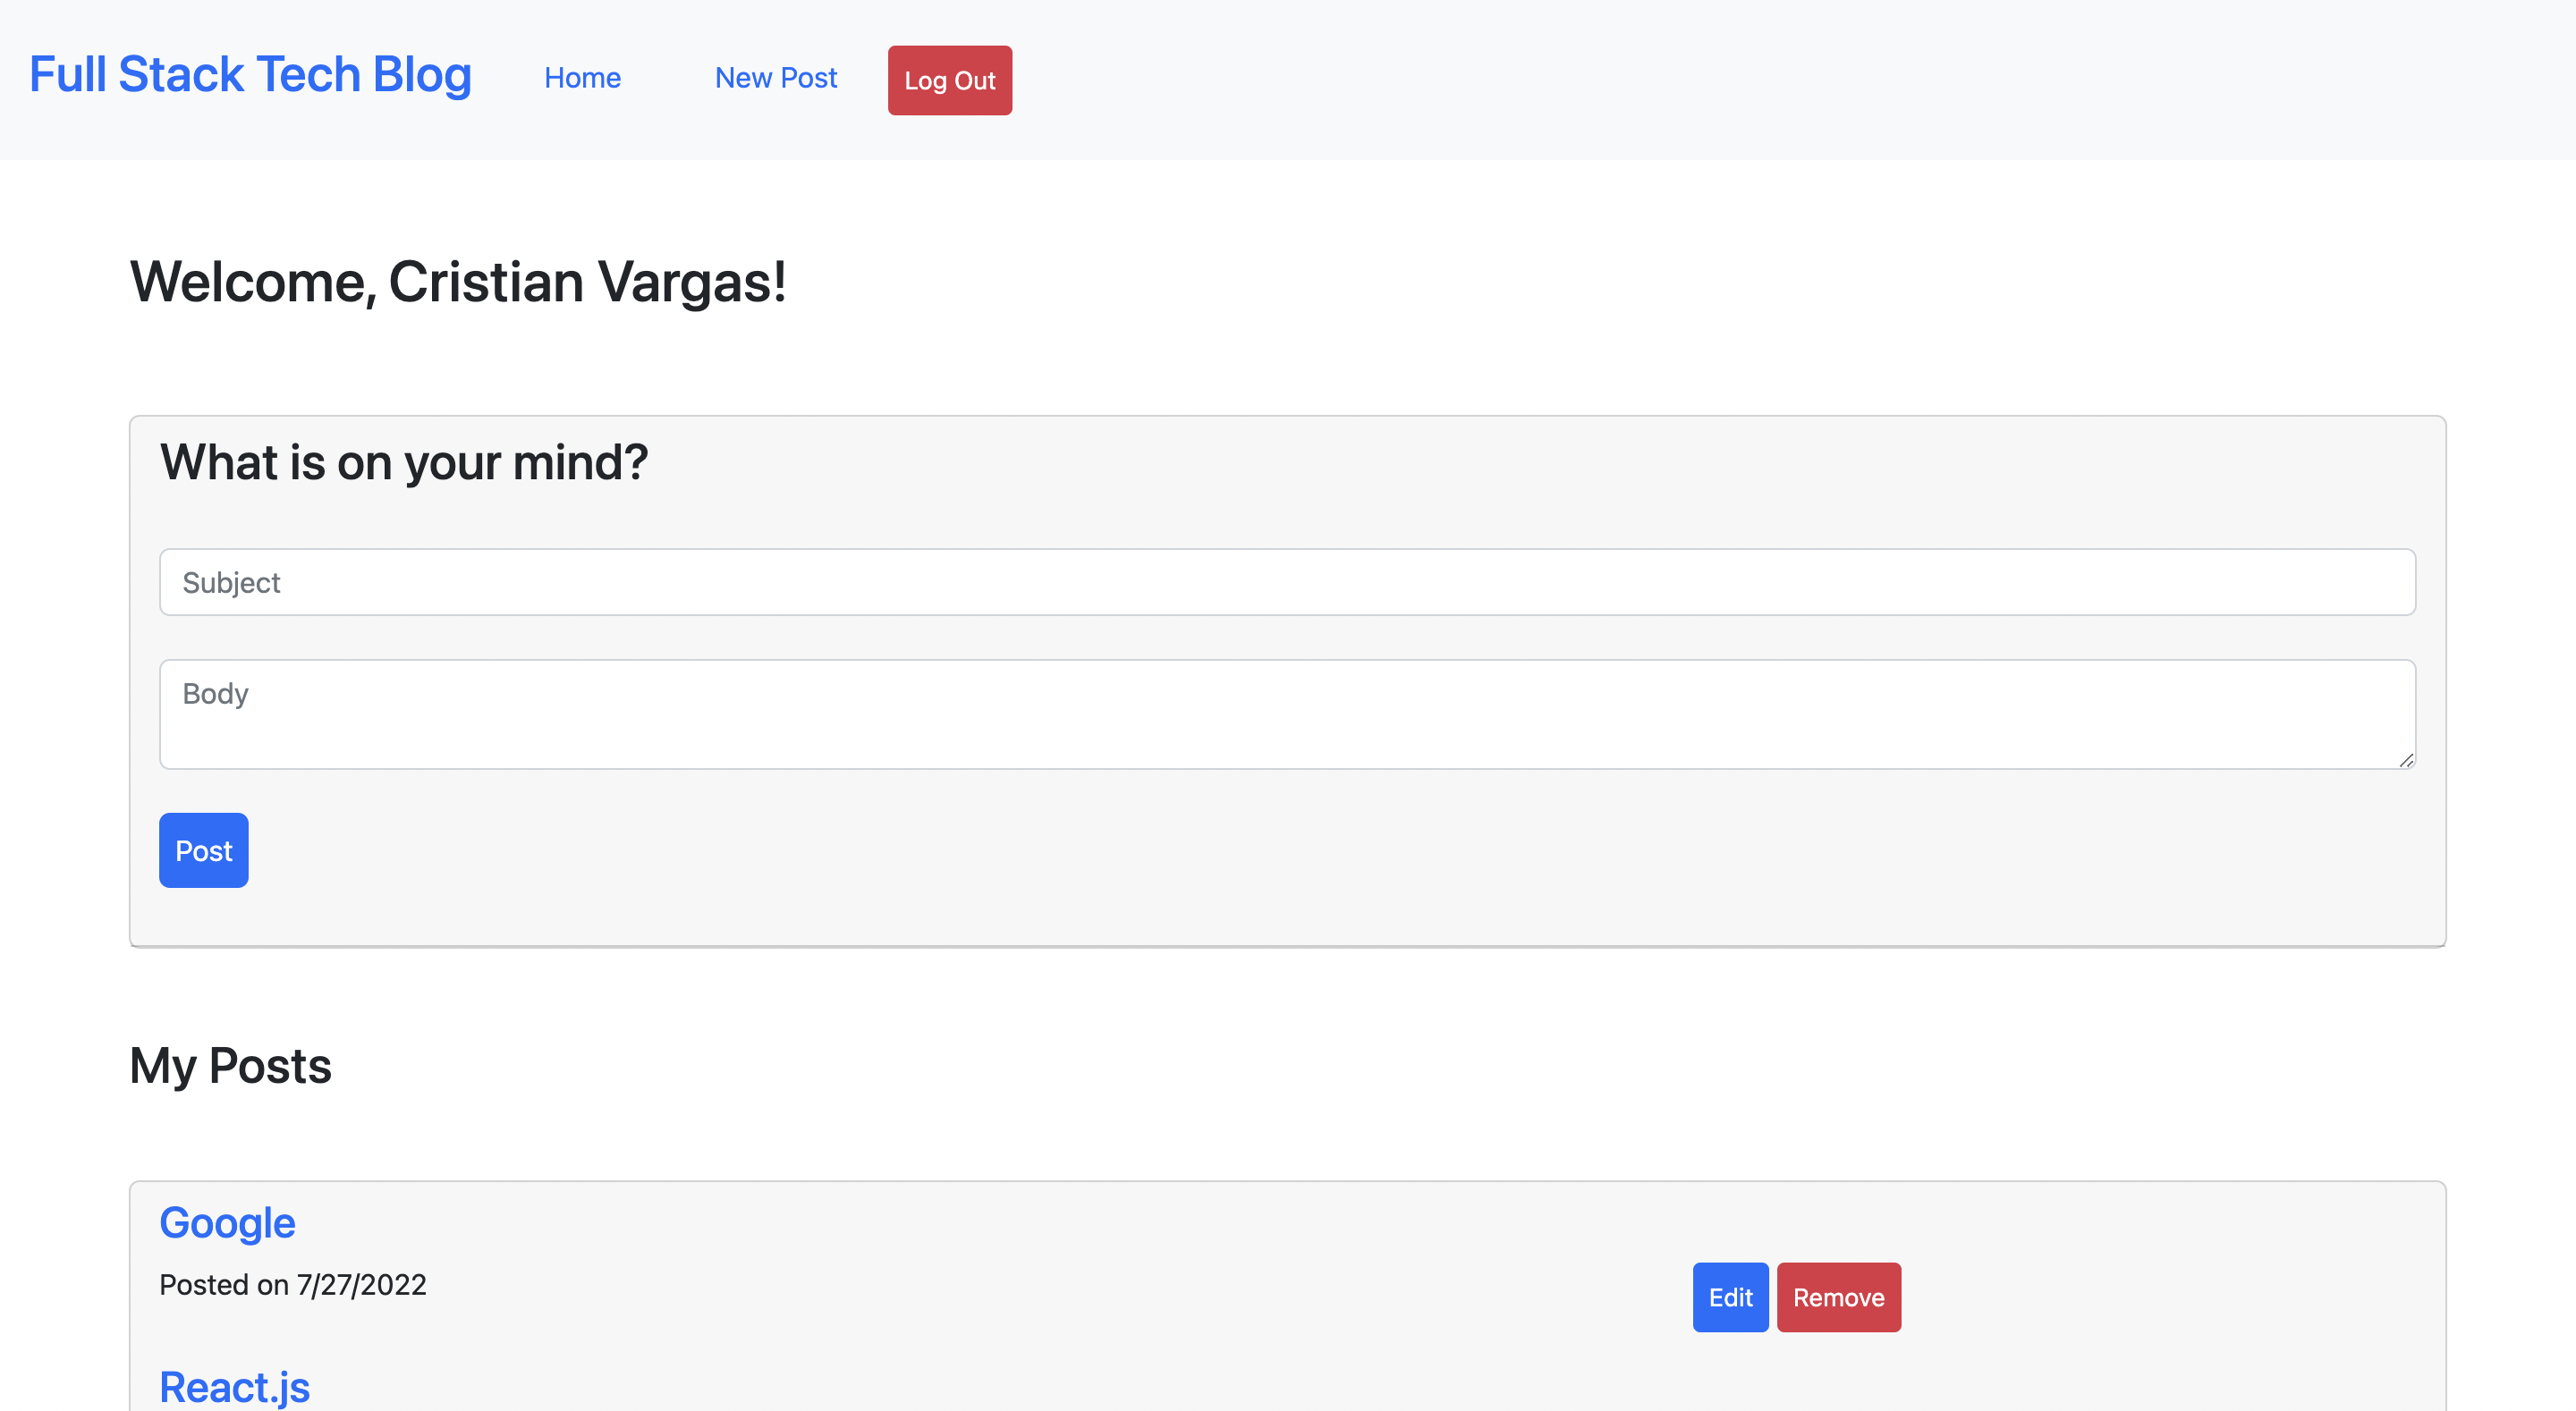 Full Stack Tech Blog Home New Post Log Out
Welcome, Cristian Vargas!
What is on your mind?
Subject
Body
Post
My Posts
Google
Posted on 7/27/2022 Edit Remove
React.js